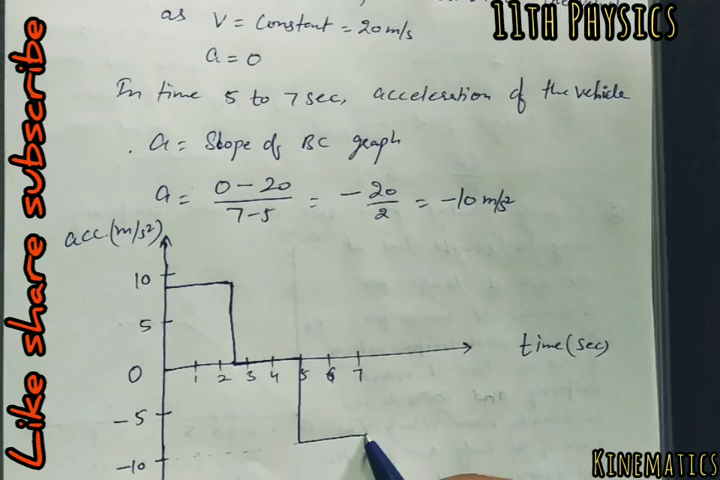 11th Physics
as V = Constant = 20 m/s
a = 0
In time 5 to 7 sec, acceleration of the vehicle
a = Slope of BC graph
a = 0 - 20 / 7 - 5 = - 20 / 2 = -10 m/s²
acc.(m/s²)
10
5
0 1 2 3 4 5 6 7
time (sec)
-5
-10
Like share subscribe
Kinematics